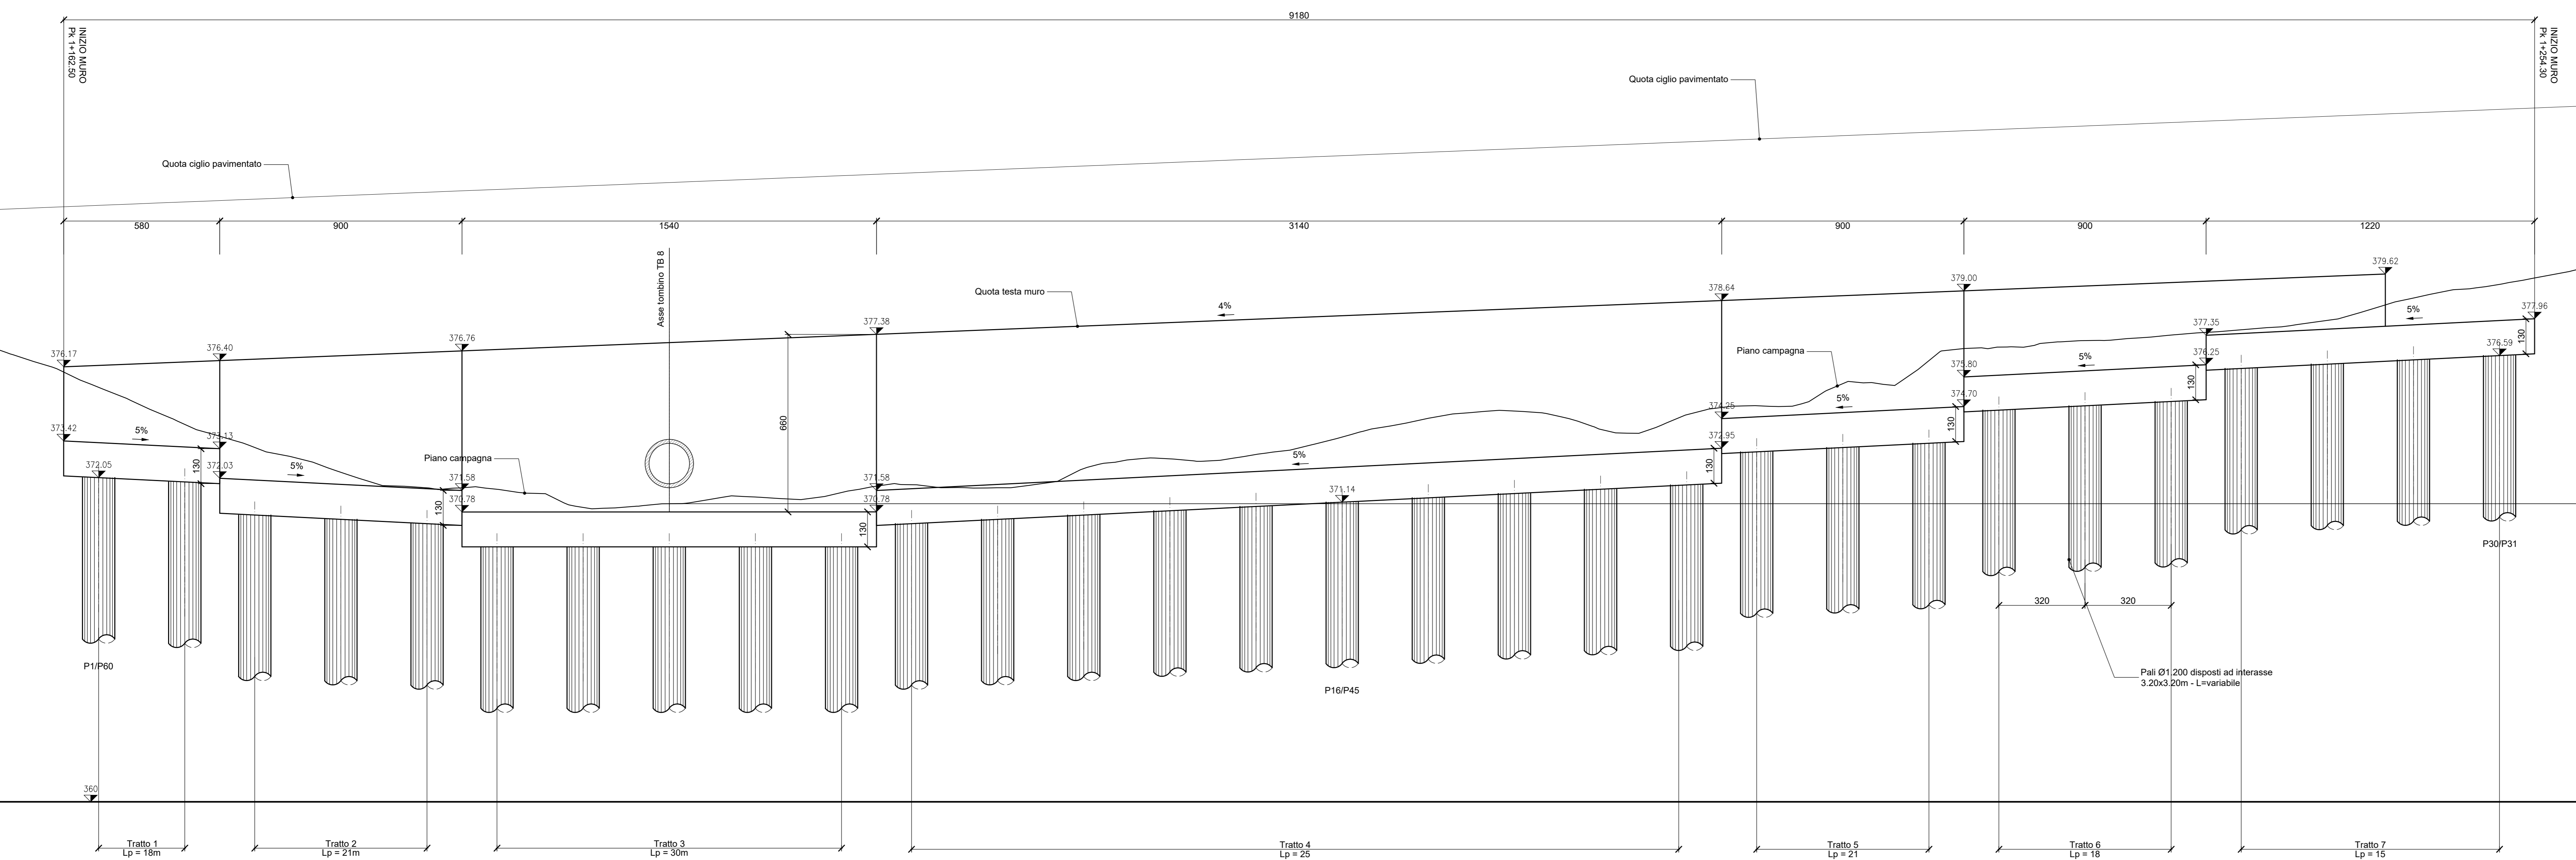 9180
INIZIO MURO
Pk 1+162.50
INIZIO MURO
Pk 1+254.30
Quota ciglio pavimentato
Quota ciglio pavimentato
580
900
1540
3140
900
900
1220
Asse tombino TB 8
Quota testa muro
4%
376.17
376.40
376.76
377.38
378.64
379.00
379.62
377.96
377.35
376.25
376.59
375.80
374.70
374.25
372.95
Piano campagna
Piano campagna
660
5%
5%
5%
5%
5%
5%
373.42
373.13
372.05
372.03
371.58
370.78
371.58
370.78
371.14
130
130
130
130
130
130
130
P1/P60
P16/P45
P30/P31
320
320
Pali Ø1.200 disposti ad interasse
3.20x3.20m - L=variabile
360
Tratto 1
Lp = 18m
Tratto 2
Lp = 21m
Tratto 3
Lp = 30m
Tratto 4
Lp = 25
Tratto 5
Lp = 21
Tratto 6
Lp = 18
Tratto 7
Lp = 15